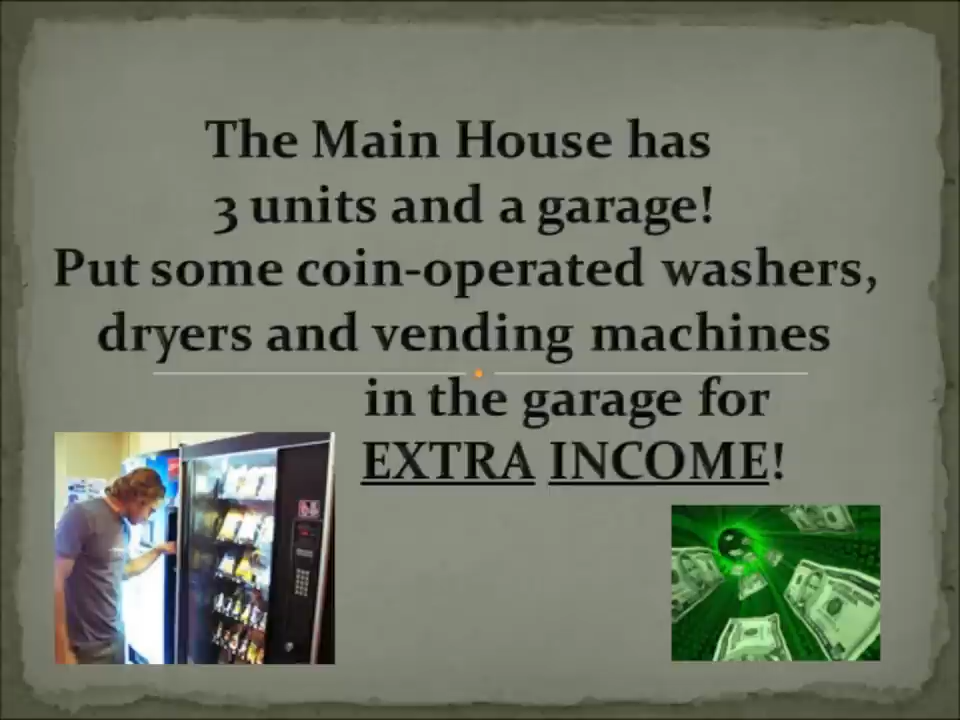 The Main House has
3 units and a garage!
Put some coin-operated washers,
dryers and vending machines
in the garage for
EXTRA INCOME!